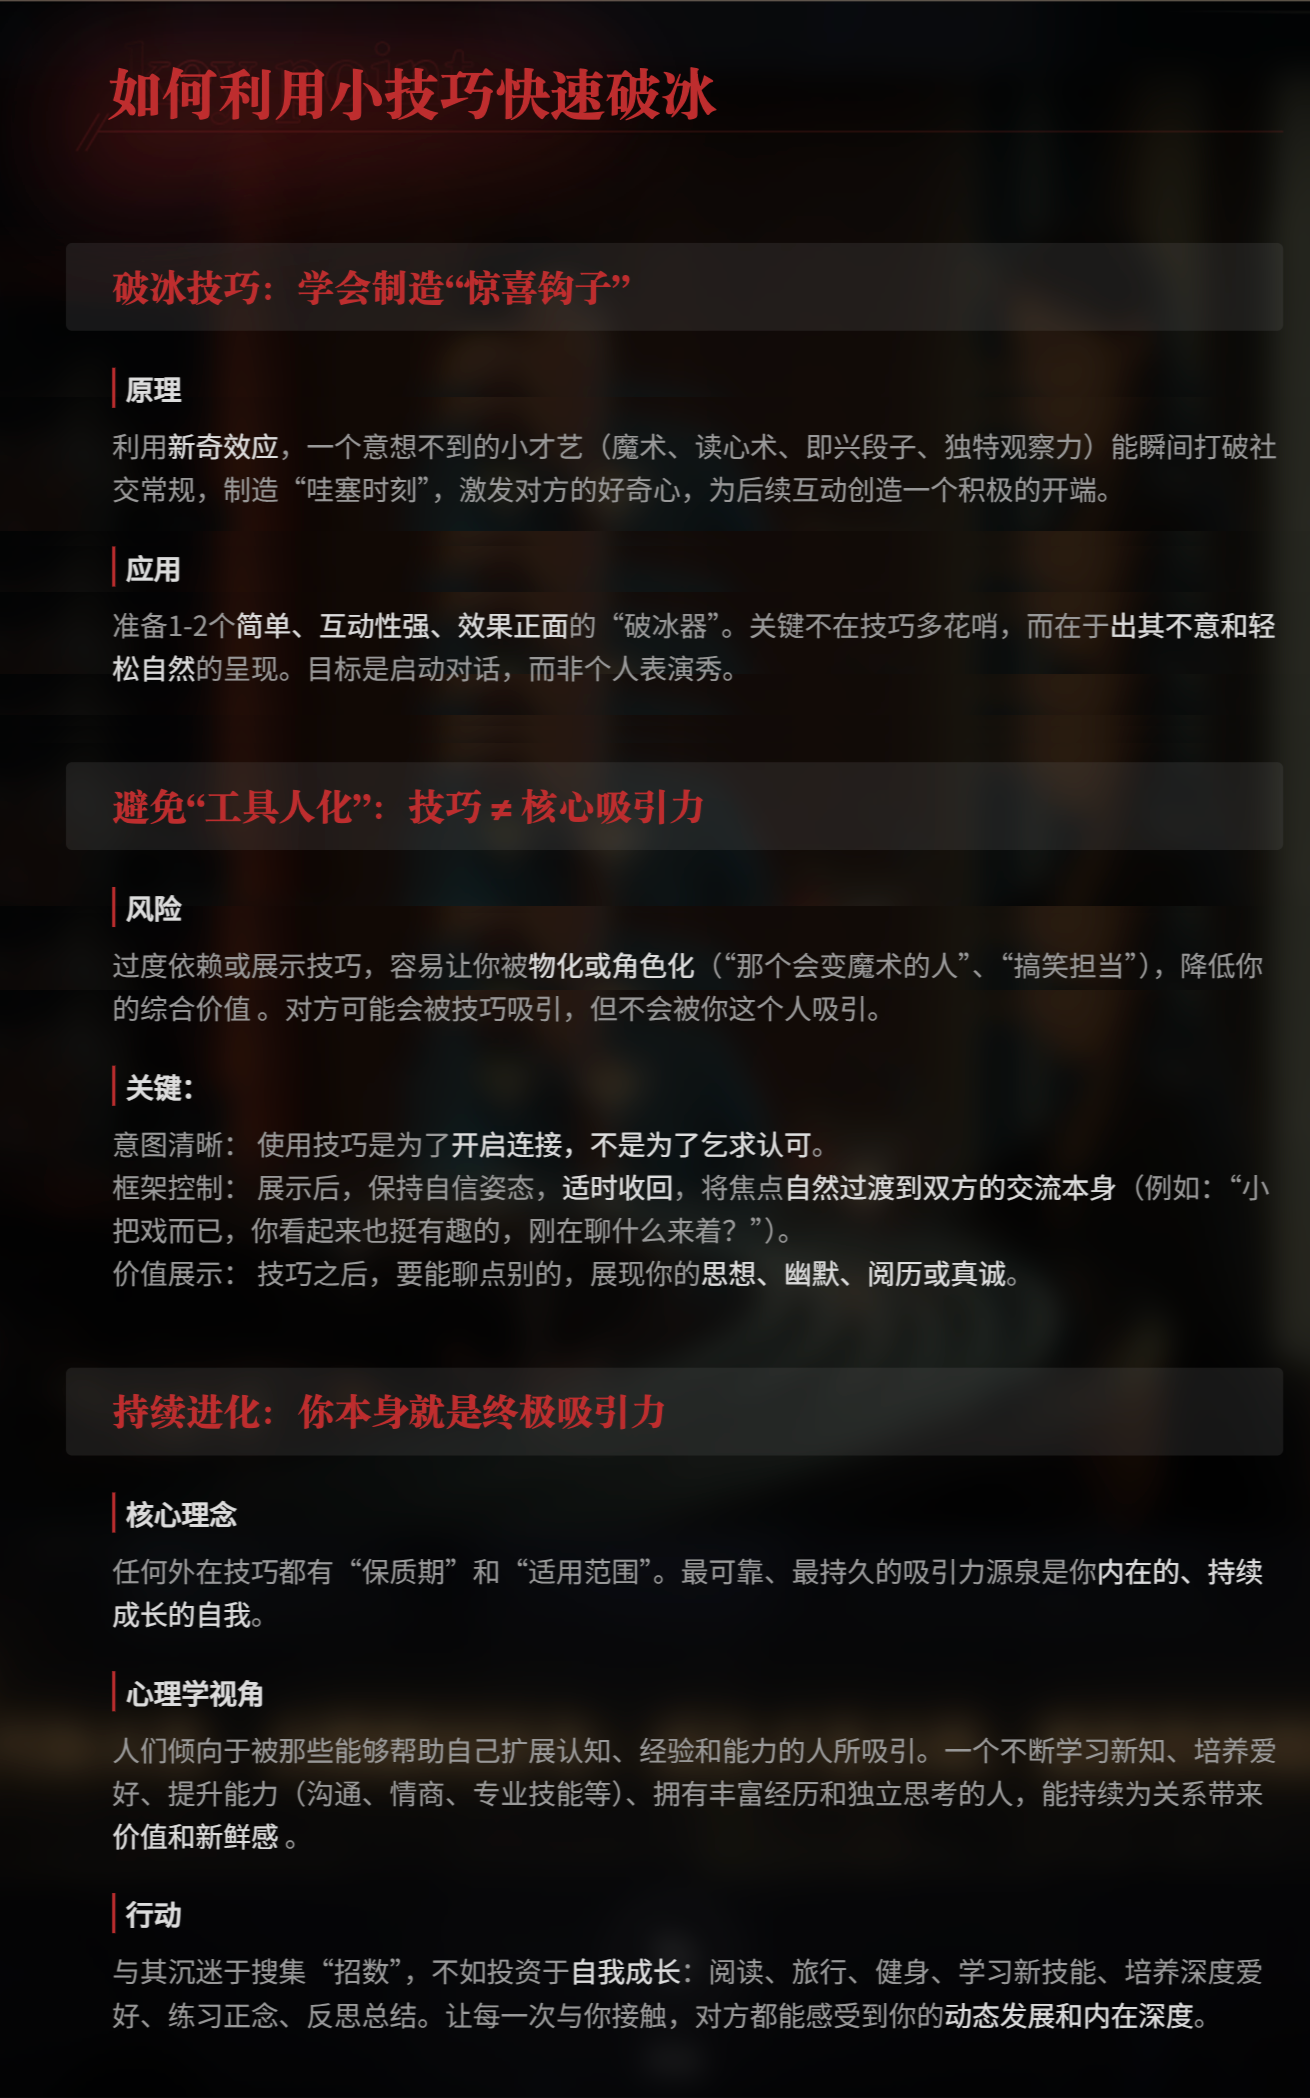 key point
如何利用小技巧快速破冰
破冰技巧：学会制造“惊喜钩子”
原理
利用新奇效应，一个意想不到的小才艺（魔术、读心术、即兴段子、独特观察力）能瞬间打破社
交常规，制造“哇塞时刻”，激发对方的好奇心，为后续互动创造一个积极的开端。
应用
准备1-2个简单、互动性强、效果正面的“破冰器”。关键不在技巧多花哨，而在于出其不意和轻
松自然的呈现。目标是启动对话，而非个人表演秀。
避免“工具人化”：技巧 ≠ 核心吸引力
风险
过度依赖或展示技巧，容易让你被物化或角色化（“那个会变魔术的人”、“搞笑担当”），降低你
的综合价值 。对方可能会被技巧吸引，但不会被你这个人吸引。
关键：
意图清晰： 使用技巧是为了开启连接，不是为了乞求认可。
框架控制： 展示后，保持自信姿态，适时收回，将焦点自然过渡到双方的交流本身（例如：“小
把戏而已，你看起来也挺有趣的，刚在聊什么来着？”）。
价值展示： 技巧之后，要能聊点别的，展现你的思想、幽默、阅历或真诚。
持续进化：你本身就是终极吸引力
核心理念
任何外在技巧都有“保质期”和“适用范围”。最可靠、最持久的吸引力源泉是你内在的、持续
成长的自我。
心理学视角
人们倾向于被那些能够帮助自己扩展认知、经验和能力的人所吸引。一个不断学习新知、培养爱
好、提升能力（沟通、情商、专业技能等）、拥有丰富经历和独立思考的人，能持续为关系带来
价值和新鲜感 。
行动
与其沉迷于搜集“招数”，不如投资于自我成长：阅读、旅行、健身、学习新技能、培养深度爱
好、练习正念、反思总结。让每一次与你接触，对方都能感受到你的动态发展和内在深度。